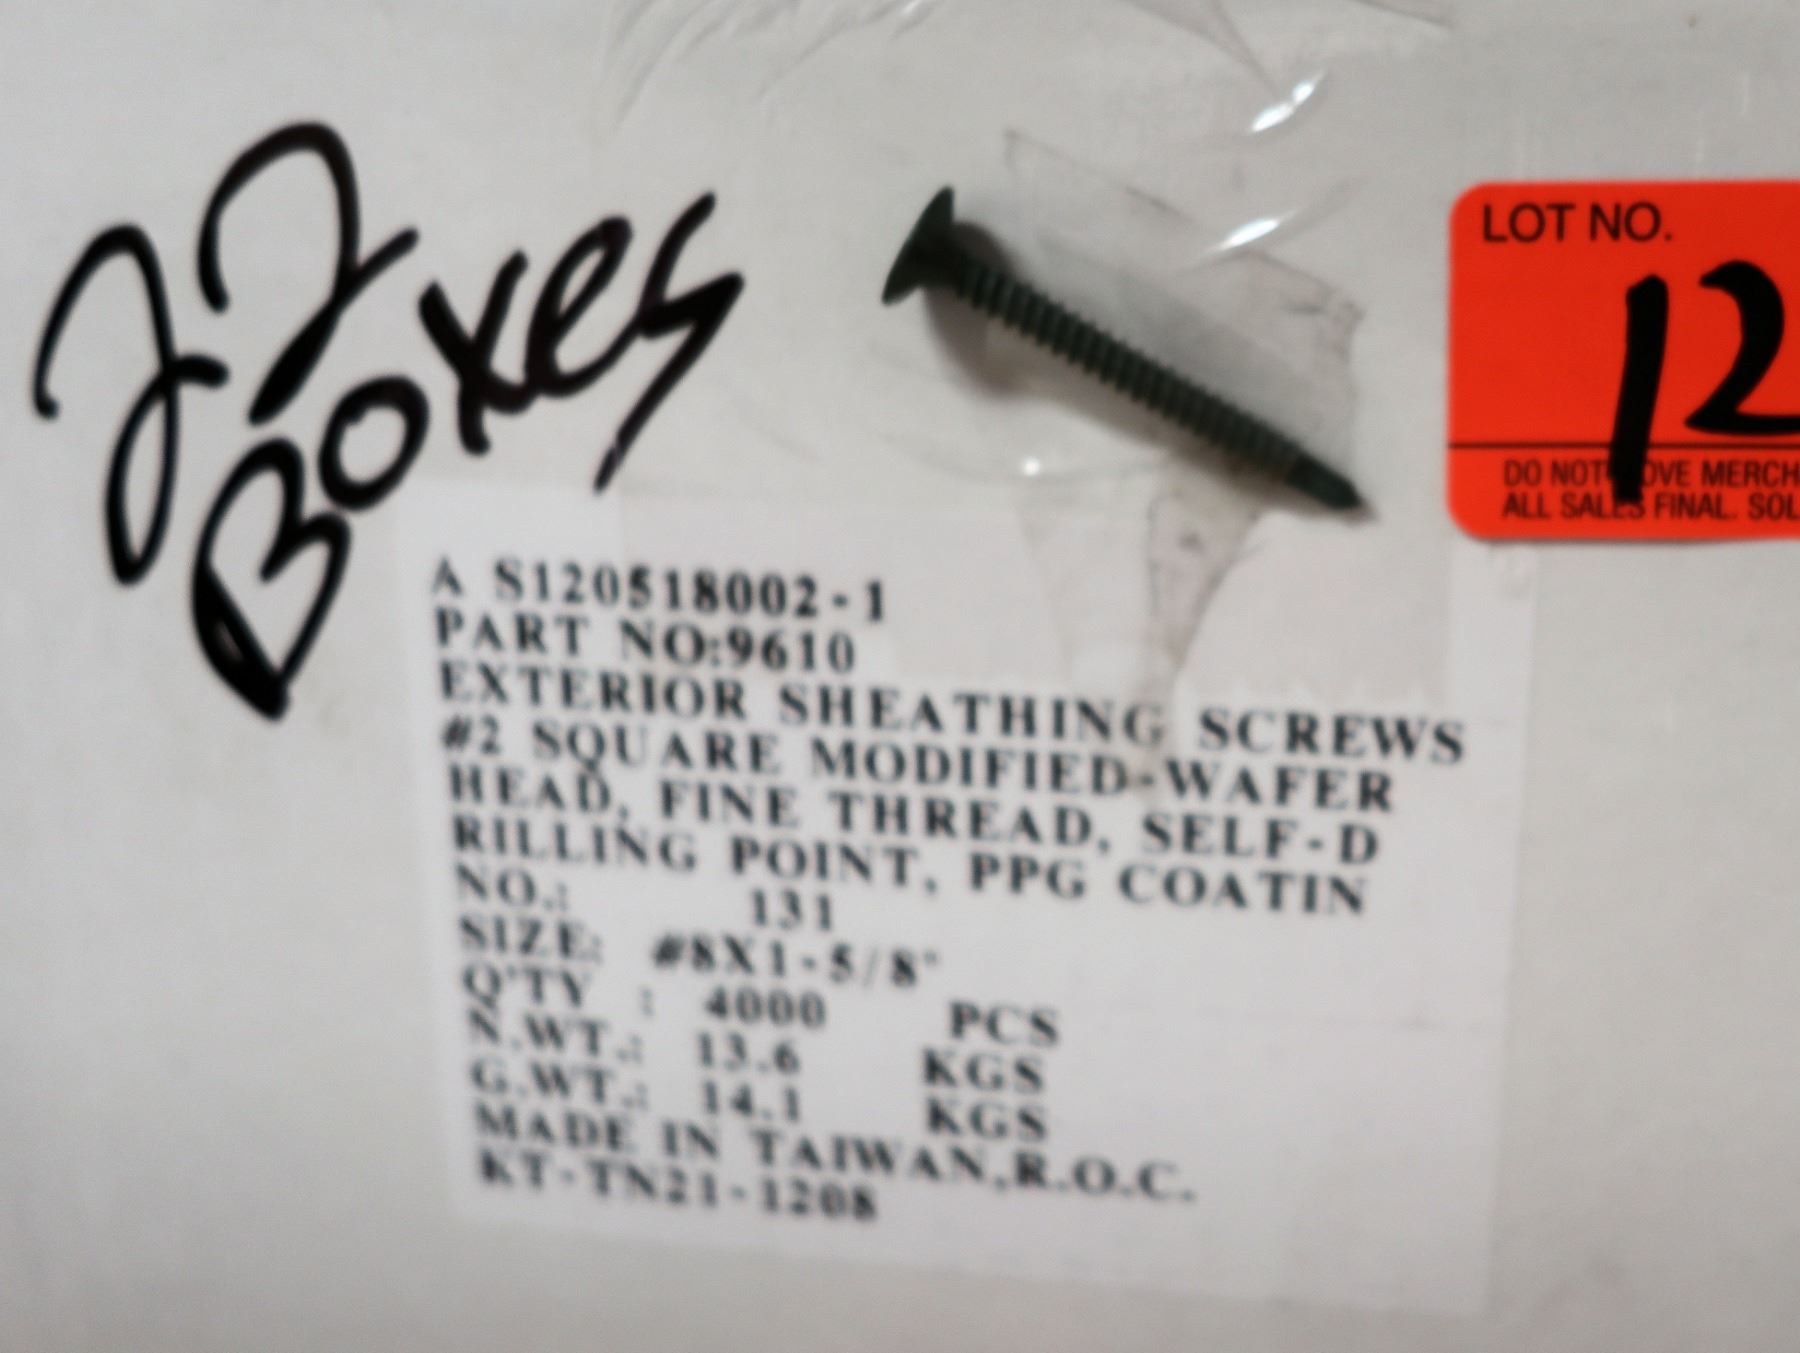 22
Boxes
LOT NO.
12
DO NOT MERCH
ALL SALES FINAL. SOL
A S120518002-1
PART NO:9610
EXTERIOR SHEATHING SCREWS
#2 SQUARE MODIFIED-WAFER
HEAD, FINE THREAD, SELF-D
RILLING POINT, PPG COATIN
NO.: 131
SIZE: #8X1-5/8"
Q'TY : 4000 PCS
N.WT.: 13.6 KGS
G.WT.: 14.1 KGS
MADE IN TAIWAN,R.O.C.
KT-TN21-1208